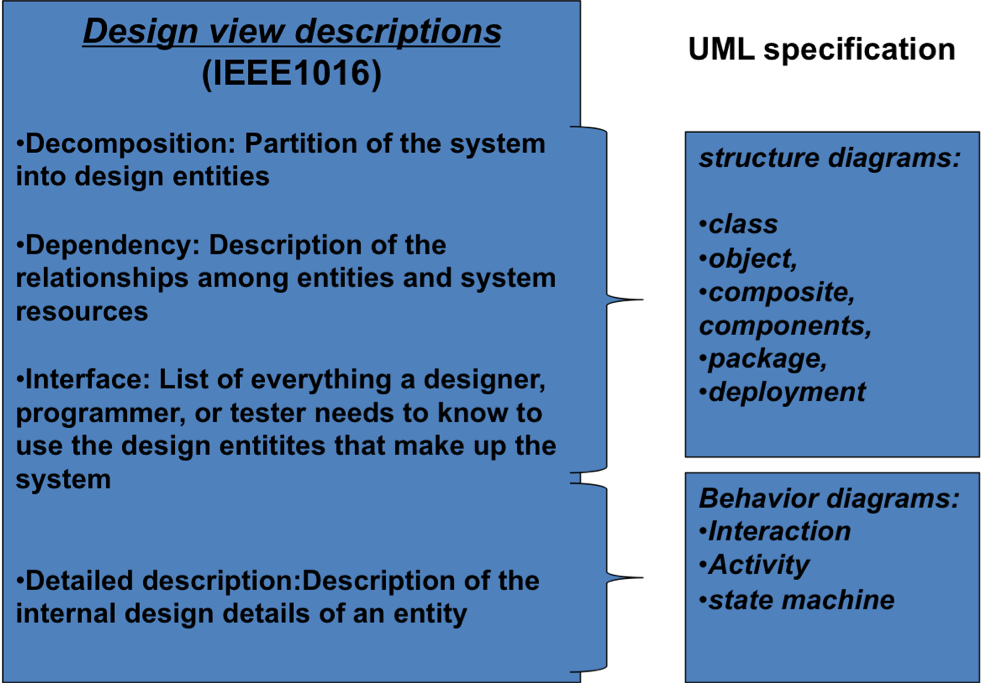 Design view descriptions
(IEEE1016)
•Decomposition: Partition of the system
into design entities
•Dependency: Description of the
relationships among entities and system
resources
•Interface: List of everything a designer,
programmer, or tester needs to know to
use the design entitites that make up the
system
•Detailed description:Description of the
internal design details of an entity
UML specification
structure diagrams:
•class
•object,
•composite,
components,
•package,
•deployment
Behavior diagrams:
•Interaction
•Activity
•state machine